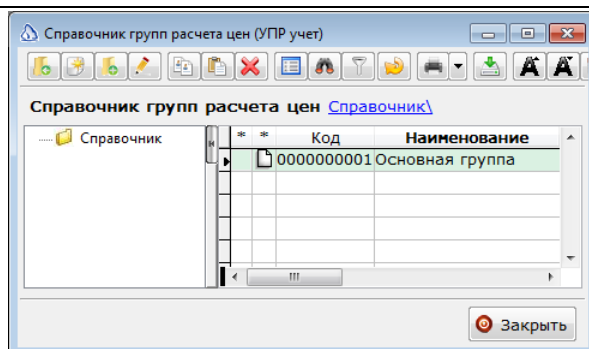 Справочник групп расчета цен (УПР учет)
Справочник групп расчета цен Справочник\
Справочник
* * Код Наименование
0000000001 Основная группа
Закрыть